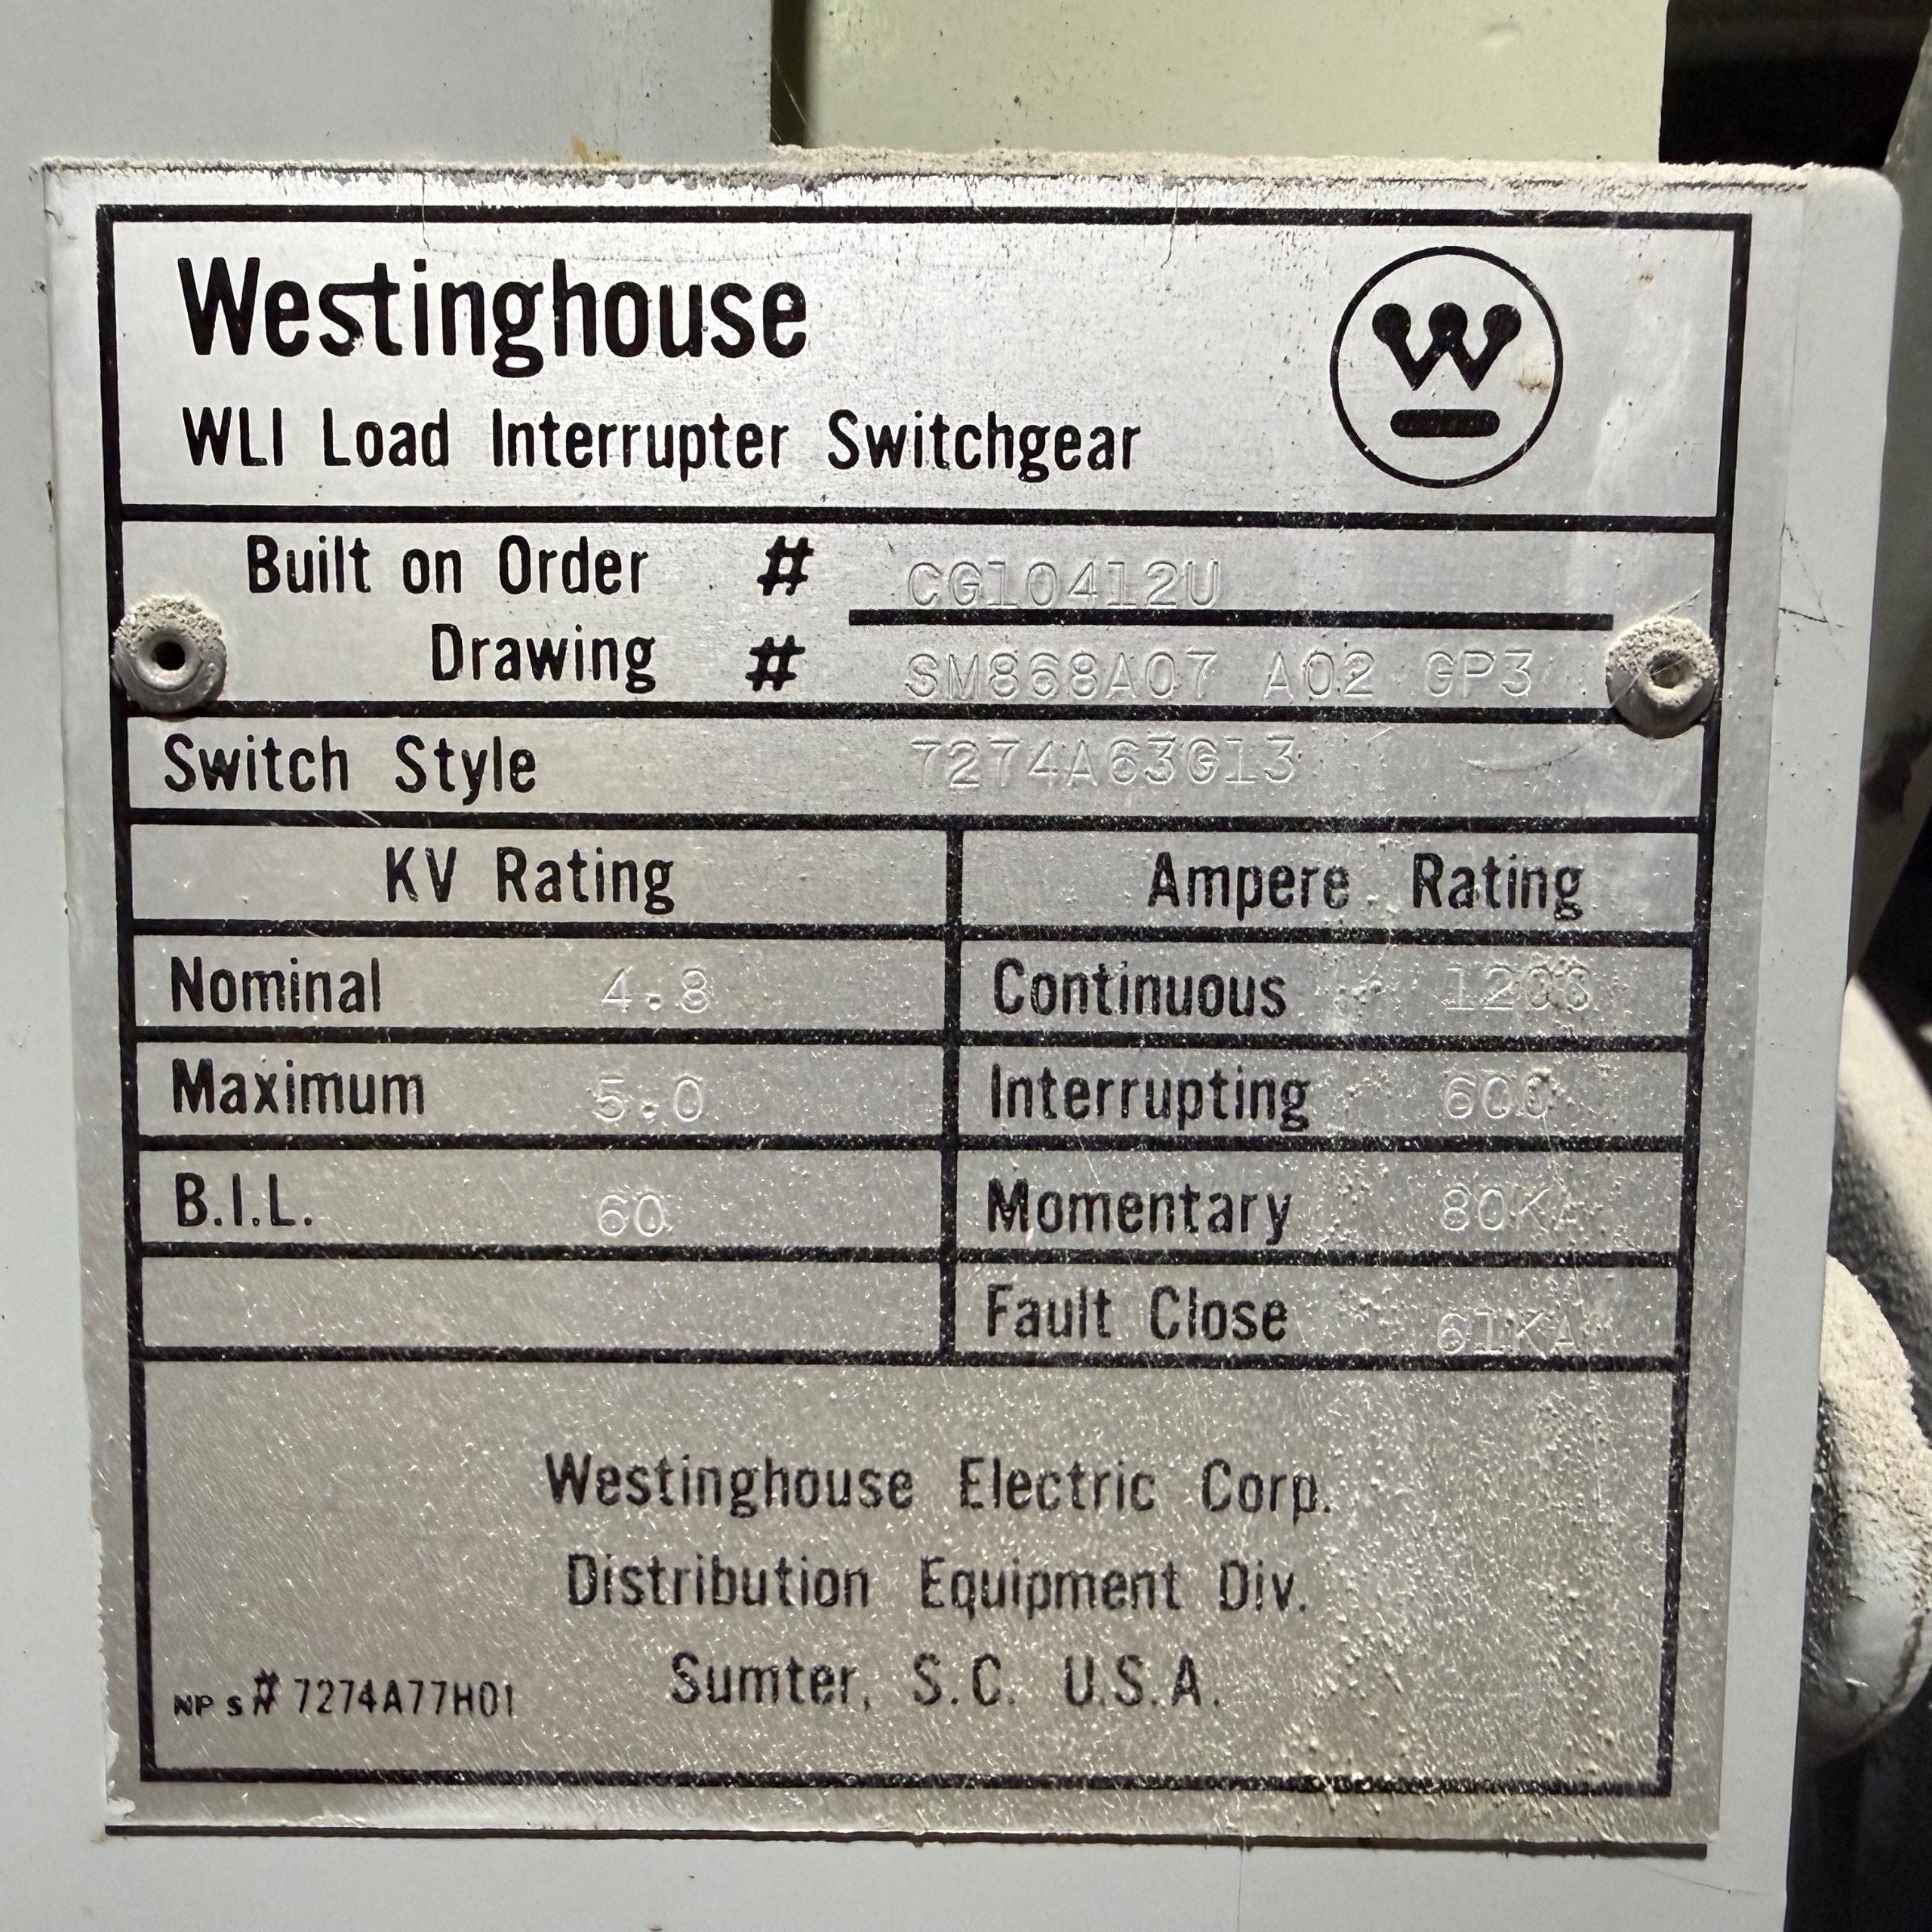 Westinghouse
W
WLI Load Interrupter Switchgear
Built on Order # CG10412U
Drawing # SM868A07 A02 GP3
Switch Style 7274A63G13
KV Rating Ampere Rating
Nominal 4.8 Continuous 1200
Maximum 5.0 Interrupting 600
B.I.L. 60 Momentary 80KA
Fault Close 61KA
Westinghouse Electric Corp.
Distribution Equipment Div.
Sumter, S.C. U.S.A.
NP S# 7274A77H01